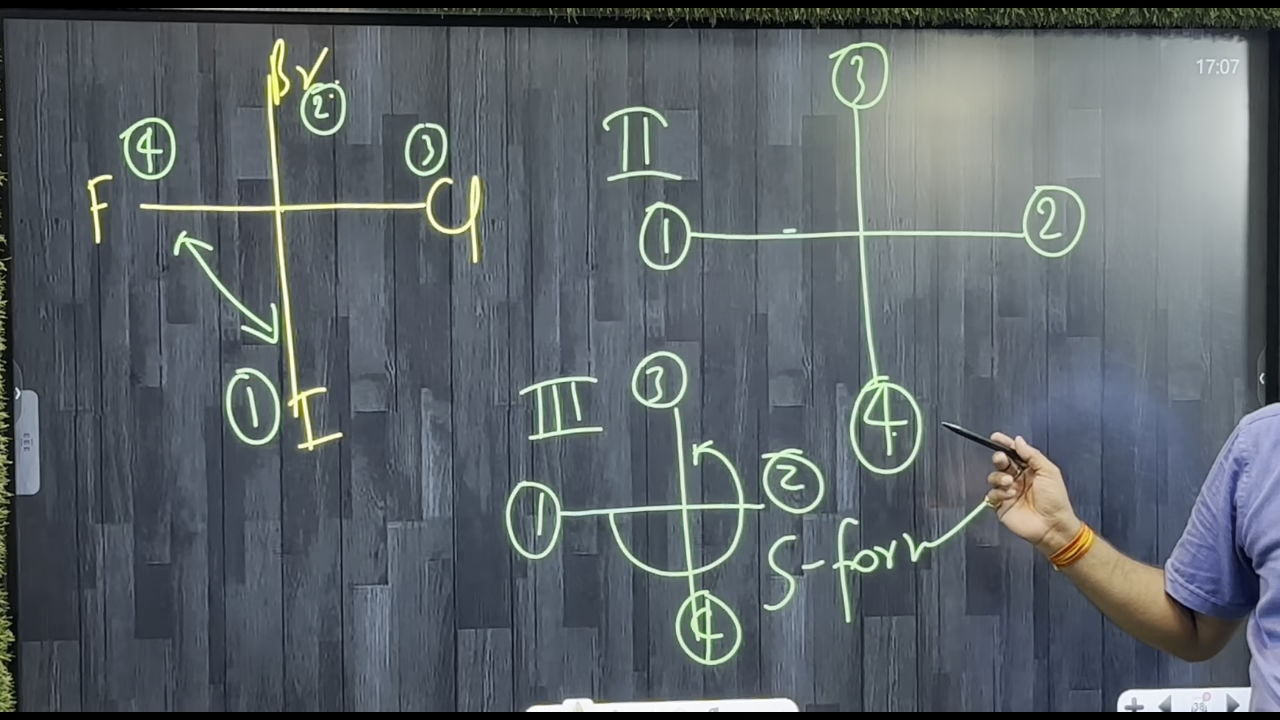 Br
②
④
③
F
Cl
①
I
II
③
①
②
④
III
③
①
②
④
S-form
17:07